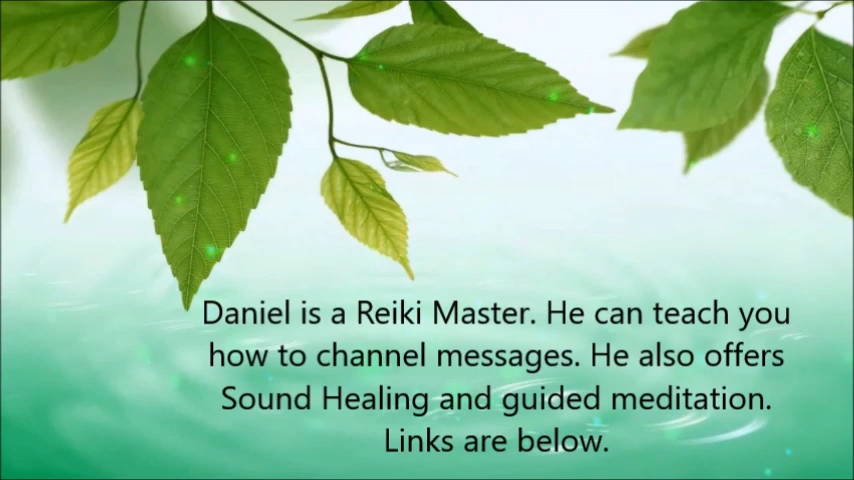 Daniel is a Reiki Master. He can teach you
how to channel messages. He also offers
Sound Healing and guided meditation.
Links are below.